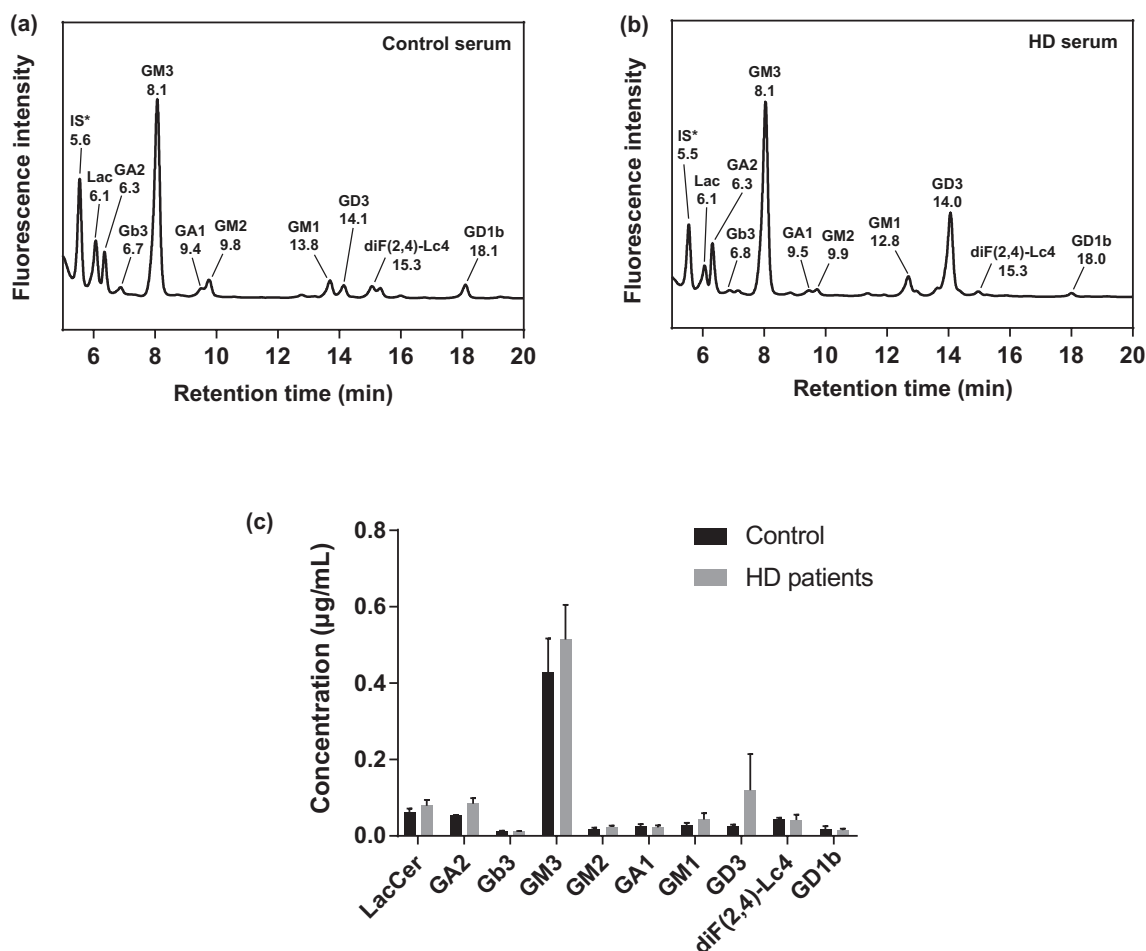 (a)
Control serum
Fluorescence intensity
IS*
5.6
Lac
6.1
GA2
6.3
Gb3
6.7
GM3
8.1
GA1
9.4
GM2
9.8
GM1
13.8
GD3
14.1
diF(2,4)-Lc4
15.3
GD1b
18.1
6 8 10 12 14 16 18 20
Retention time (min)
(b)
HD serum
Fluorescence intensity
IS*
5.5
Lac
6.1
GA2
6.3
Gb3
6.8
GM3
8.1
GA1
9.5
GM2
9.9
GM1
12.8
GD3
14.0
diF(2,4)-Lc4
15.3
GD1b
18.0
6 8 10 12 14 16 18 20
Retention time (min)
(c)
Control
HD patients
Concentration (µg/mL)
0.8
0.6
0.4
0.2
0.0
LacCer
GA2
Gb3
GM3
GM2
GA1
GM1
GD3
diF(2,4)-Lc4
GD1b